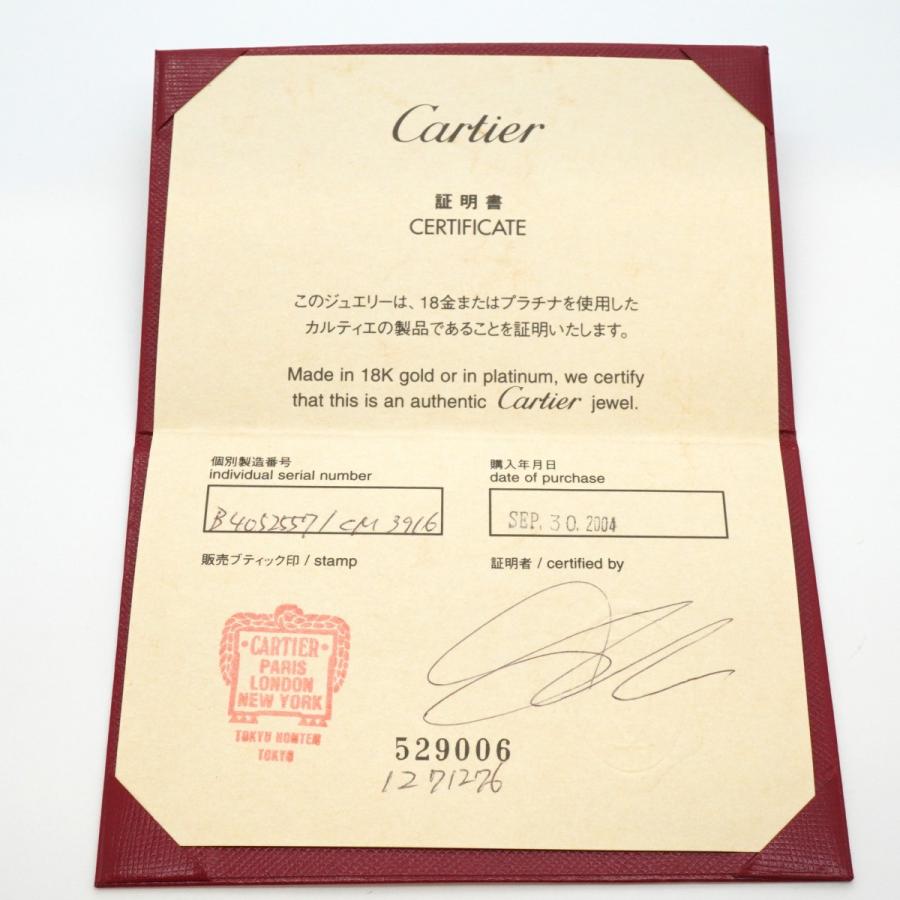 Cartier
証明書
CERTIFICATE
このジュエリーは、18金またはプラチナを使用した
カルティエの製品であることを証明いたします。
Made in 18K gold or in platinum, we certify
that this is an authentic Cartier jewel.
個別製造番号
individual serial number
B4052557/CM 3916
購入年月日
date of purchase
SEP. 30. 2004
販売ブティック印 / stamp
証明者 / certified by
·CARTIER·
PARIS
LONDON
NEW YORK
TOKYU HONTEN
TOKYO
529006
1271276